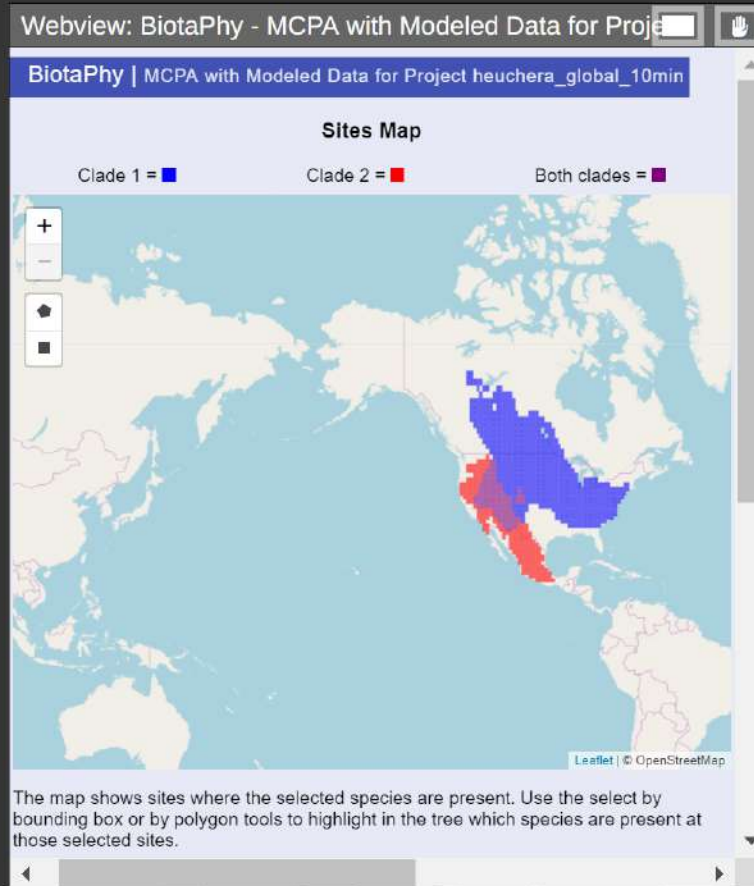 Webview: BiotaPhy - MCPA with Modeled Data for Proje
BiotaPhy | MCPA with Modeled Data for Project heuchera_global_10min
Sites Map
Clade 1 =
Clade 2 =
Both clades =
+
−
Leaflet | © OpenStreetMap
The map shows sites where the selected species are present. Use the select by
bounding box or by polygon tools to highlight in the tree which species are present at
those selected sites.